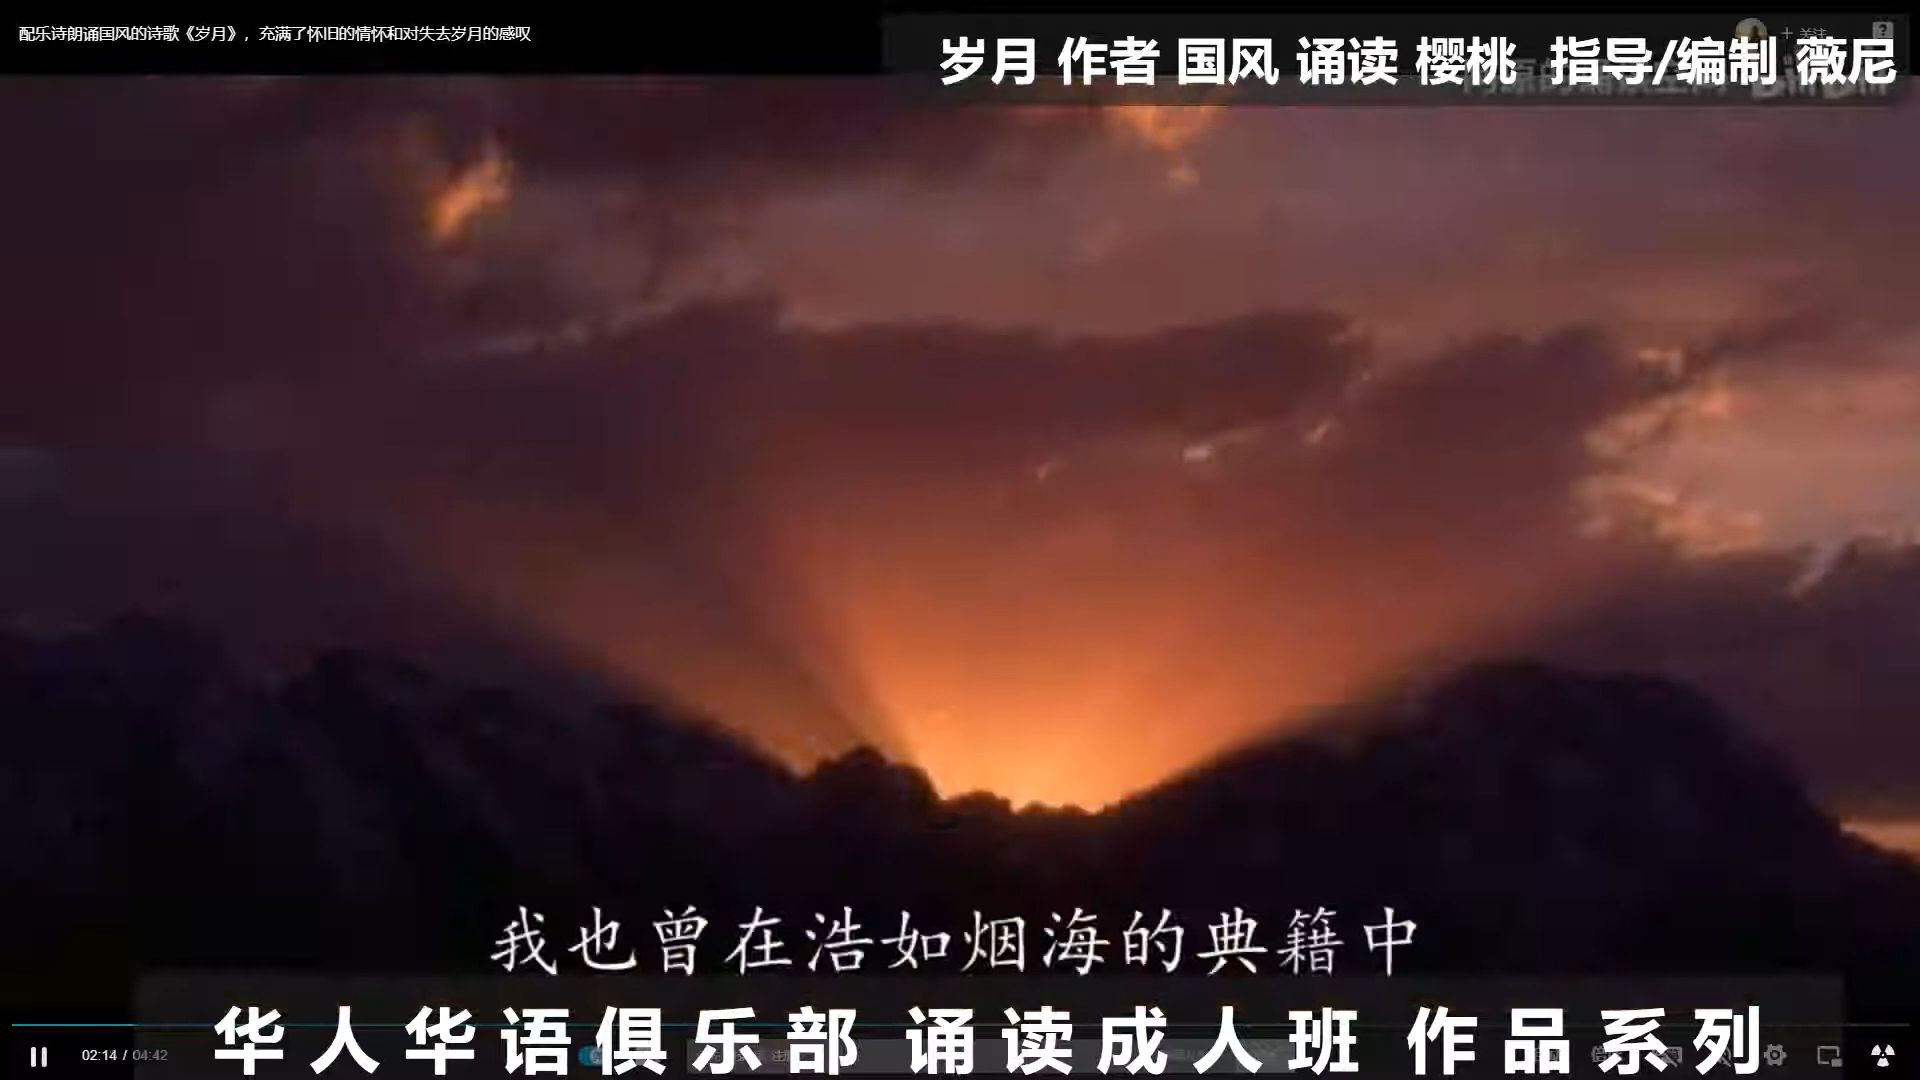 配乐诗朗诵国风的诗歌《岁月》，充满了怀旧的情怀和对失去岁月的感叹
+ 关注
岁月 作者 国风 诵读 樱桃 指导/编制 薇尼
我也曾在浩如烟海的典籍中
华人华语俱乐部 诵读成人班 作品系列
02:14 / 04:42